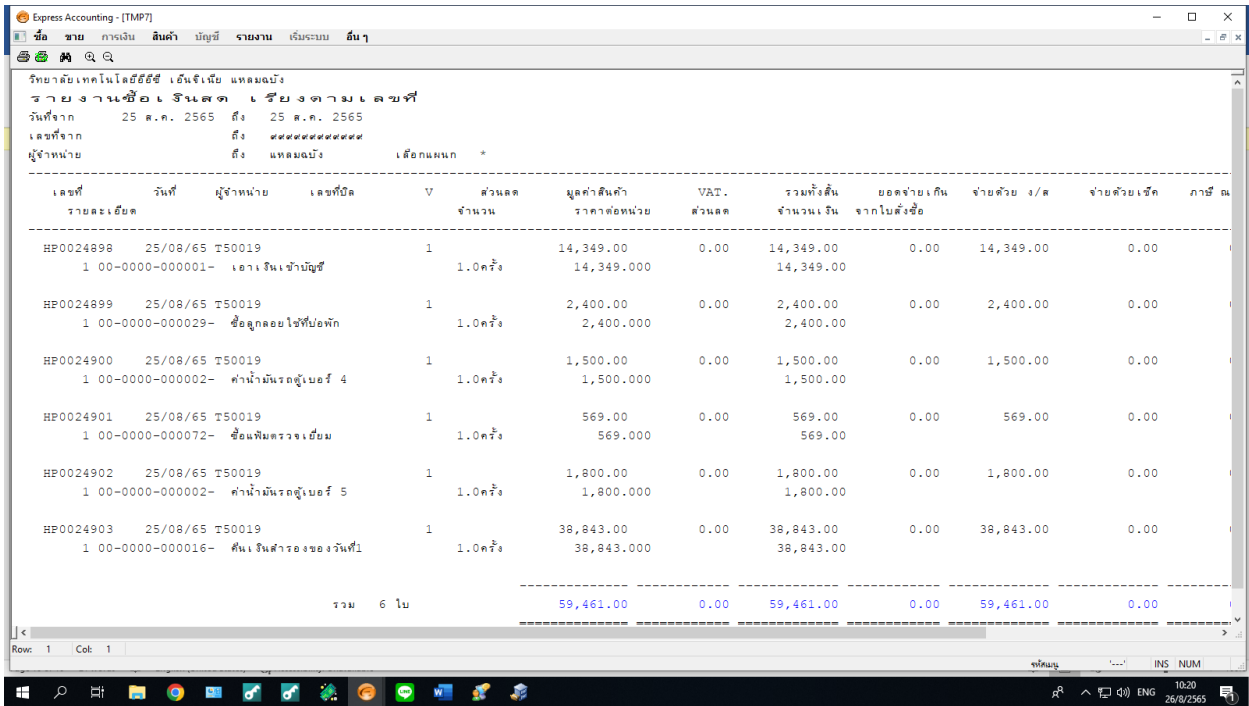 Express Accounting - [TMP7]
ซื้อ ขาย การเงิน สินค้า บัญชี รายงาน เริ่มระบบ อื่น ๆ
วิทยาลัยเทคโนโลยีอีอีซี เอ็นจิเนีย แหลมฉบัง
รายงานซื้อเงินสด เรียงตามเลขที่
วันที่จาก 25 ส.ค. 2565 ถึง 25 ส.ค. 2565
เลขที่จาก ถึง ๙๙๙๙๙๙๙๙๙๙๙๙
ผู้จำหน่าย ถึง แหลมฉบัง เลือกแผนก *
เลขที่ วันที่ ผู้จำหน่าย เลขที่บิล V ส่วนลด มูลค่าสินค้า VAT. รวมทั้งสิ้น ยอดจ่ายเกิน จ่ายด้วย ง/ส จ่ายด้วยเช็ค ภาษี ณ
รายละเอียด จำนวน ราคาต่อหน่วย ส่วนลด จำนวนเงิน จากใบสั่งซื้อ
HP0024898 25/08/65 T50019 1 14,349.00 0.00 14,349.00 0.00 14,349.00 0.00
1 00-0000-000001- เอาเงินเข้าบัญชี 1.0ครั้ง 14,349.000 14,349.00
HP0024899 25/08/65 T50019 1 2,400.00 0.00 2,400.00 0.00 2,400.00 0.00
1 00-0000-000029- ซื้อลูกลอยใช้ที่บ่อพัก 1.0ครั้ง 2,400.000 2,400.00
HP0024900 25/08/65 T50019 1 1,500.00 0.00 1,500.00 0.00 1,500.00 0.00
1 00-0000-000002- ค่าน้ำมันรถตู้เบอร์ 4 1.0ครั้ง 1,500.000 1,500.00
HP0024901 25/08/65 T50019 1 569.00 0.00 569.00 0.00 569.00 0.00
1 00-0000-000072- ซื้อแฟ้มตรวจเยี่ยม 1.0ครั้ง 569.000 569.00
HP0024902 25/08/65 T50019 1 1,800.00 0.00 1,800.00 0.00 1,800.00 0.00
1 00-0000-000002- ค่าน้ำมันรถตู้เบอร์ 5 1.0ครั้ง 1,800.000 1,800.00
HP0024903 25/08/65 T50019 1 38,843.00 0.00 38,843.00 0.00 38,843.00 0.00
1 00-0000-000016- คืนเงินสำรองของวันที่1 1.0ครั้ง 38,843.000 38,843.00
รวม 6 ใบ 59,461.00 0.00 59,461.00 0.00 59,461.00 0.00
Row: 1 Col: 1
รหัสเมนู '---' INS NUM
ENG 10:20
26/8/2565